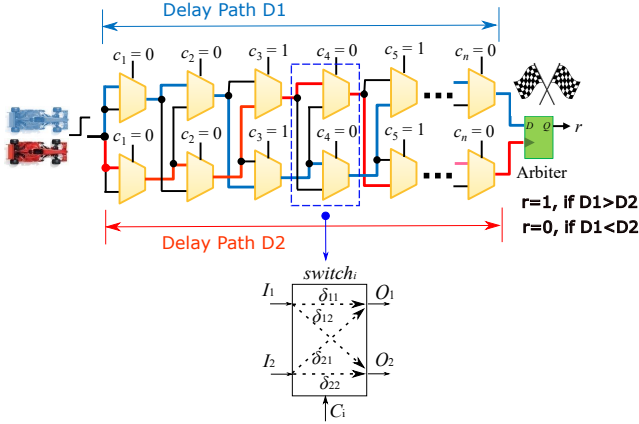 Delay Path D1
c1 = 0 c2 = 0 c3 = 1 c4 = 0 c5 = 1 cn = 0
c1 = 0 c2 = 0 c3 = 1 c4 = 0 c5 = 1 cn = 0
D Q r
Arbiter
r=1, if D1>D2
r=0, if D1<D2
Delay Path D2
switchi
I1 δ11 O1
δ12
δ21
I2 δ22 O2
Ci